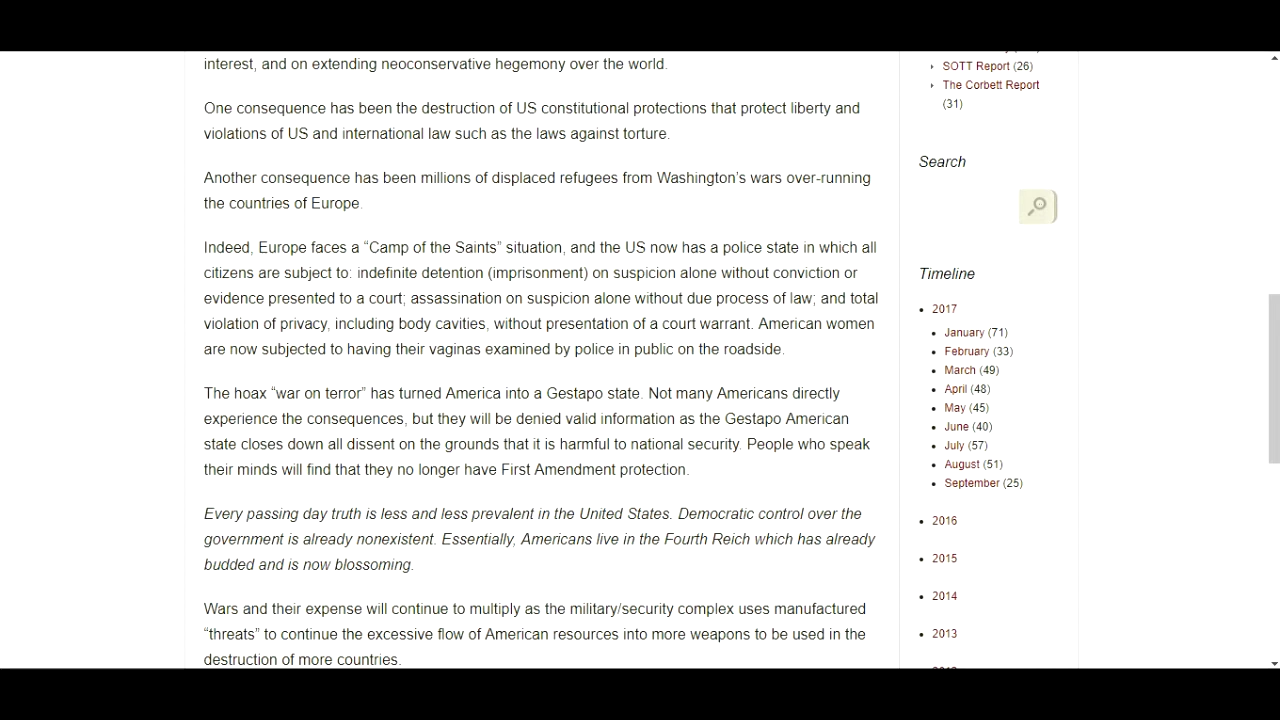 interest, and on extending neoconservative hegemony over the world.
One consequence has been the destruction of US constitutional protections that protect liberty and
violations of US and international law such as the laws against torture.
Another consequence has been millions of displaced refugees from Washington’s wars over-running
the countries of Europe.
Indeed, Europe faces a “Camp of the Saints” situation, and the US now has a police state in which all
citizens are subject to: indefinite detention (imprisonment) on suspicion alone without conviction or
evidence presented to a court; assassination on suspicion alone without due process of law; and total
violation of privacy, including body cavities, without presentation of a court warrant. American women
are now subjected to having their vaginas examined by police in public on the roadside.
The hoax “war on terror” has turned America into a Gestapo state. Not many Americans directly
experience the consequences, but they will be denied valid information as the Gestapo American
state closes down all dissent on the grounds that it is harmful to national security. People who speak
their minds will find that they no longer have First Amendment protection.
Every passing day truth is less and less prevalent in the United States. Democratic control over the
government is already nonexistent. Essentially, Americans live in the Fourth Reich which has already
budded and is now blossoming.
Wars and their expense will continue to multiply as the military/security complex uses manufactured
“threats” to continue the excessive flow of American resources into more weapons to be used in the
destruction of more countries.
SOTT Report (26)
The Corbett Report
(31)
Search
Timeline
2017
January (71)
February (33)
March (49)
April (48)
May (45)
June (40)
July (57)
August (51)
September (25)
2016
2015
2014
2013